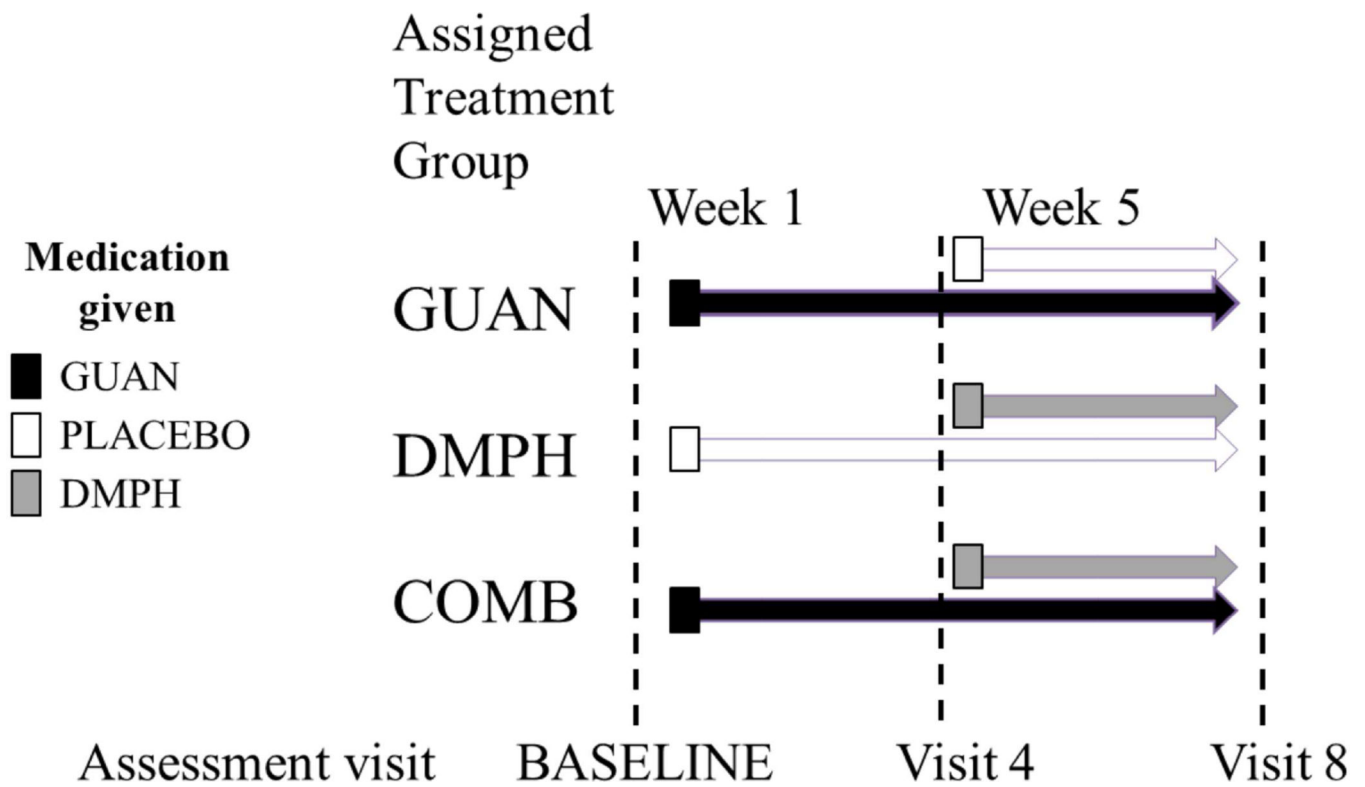 Assigned
Treatment
Group
Week 1
Week 5
Medication
given
GUAN
PLACEBO
DMPH
GUAN
DMPH
COMB
Assessment visit
BASELINE
Visit 4
Visit 8